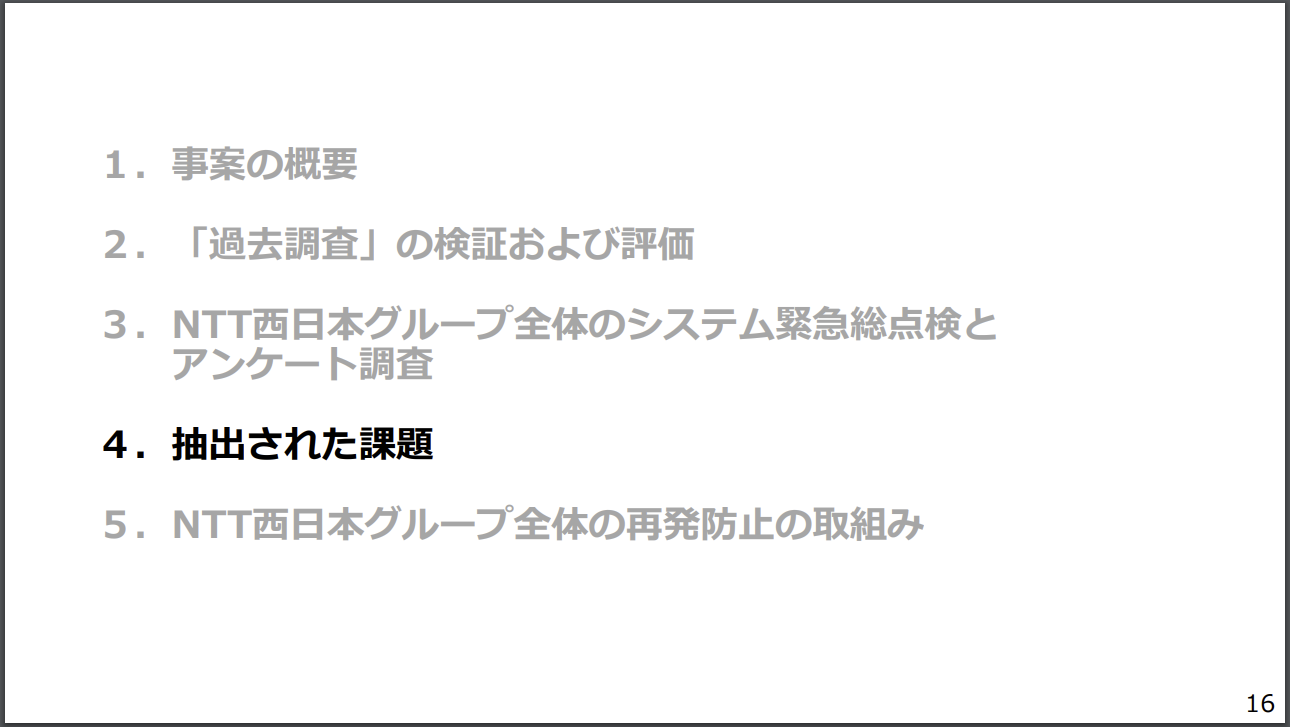 １．事案の概要
２．「過去調査」の検証および評価
３．NTT西日本グループ全体のシステム緊急総点検と
アンケート調査
４．抽出された課題
５．NTT西日本グループ全体の再発防止の取組み
16